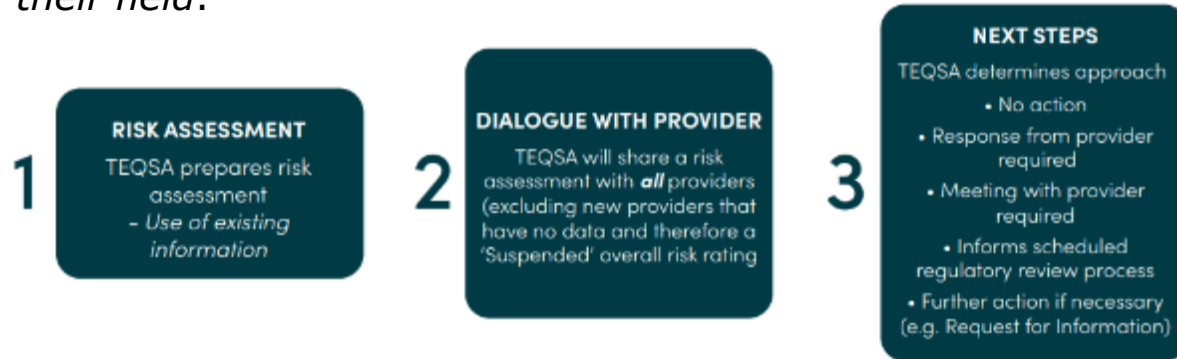 their field.
1
RISK ASSESSMENT
TEQSA prepares risk
assessment
- Use of existing
information
2
DIALOGUE WITH PROVIDER
TEQSA will share a risk
assessment with all providers
(excluding new providers that
have no data and therefore a
'Suspended' overall risk rating
3
NEXT STEPS
TEQSA determines approach
• No action
• Response from provider
required
• Meeting with provider
required
• Informs scheduled
regulatory review process
• Further action if necessary
(e.g. Request for Information)